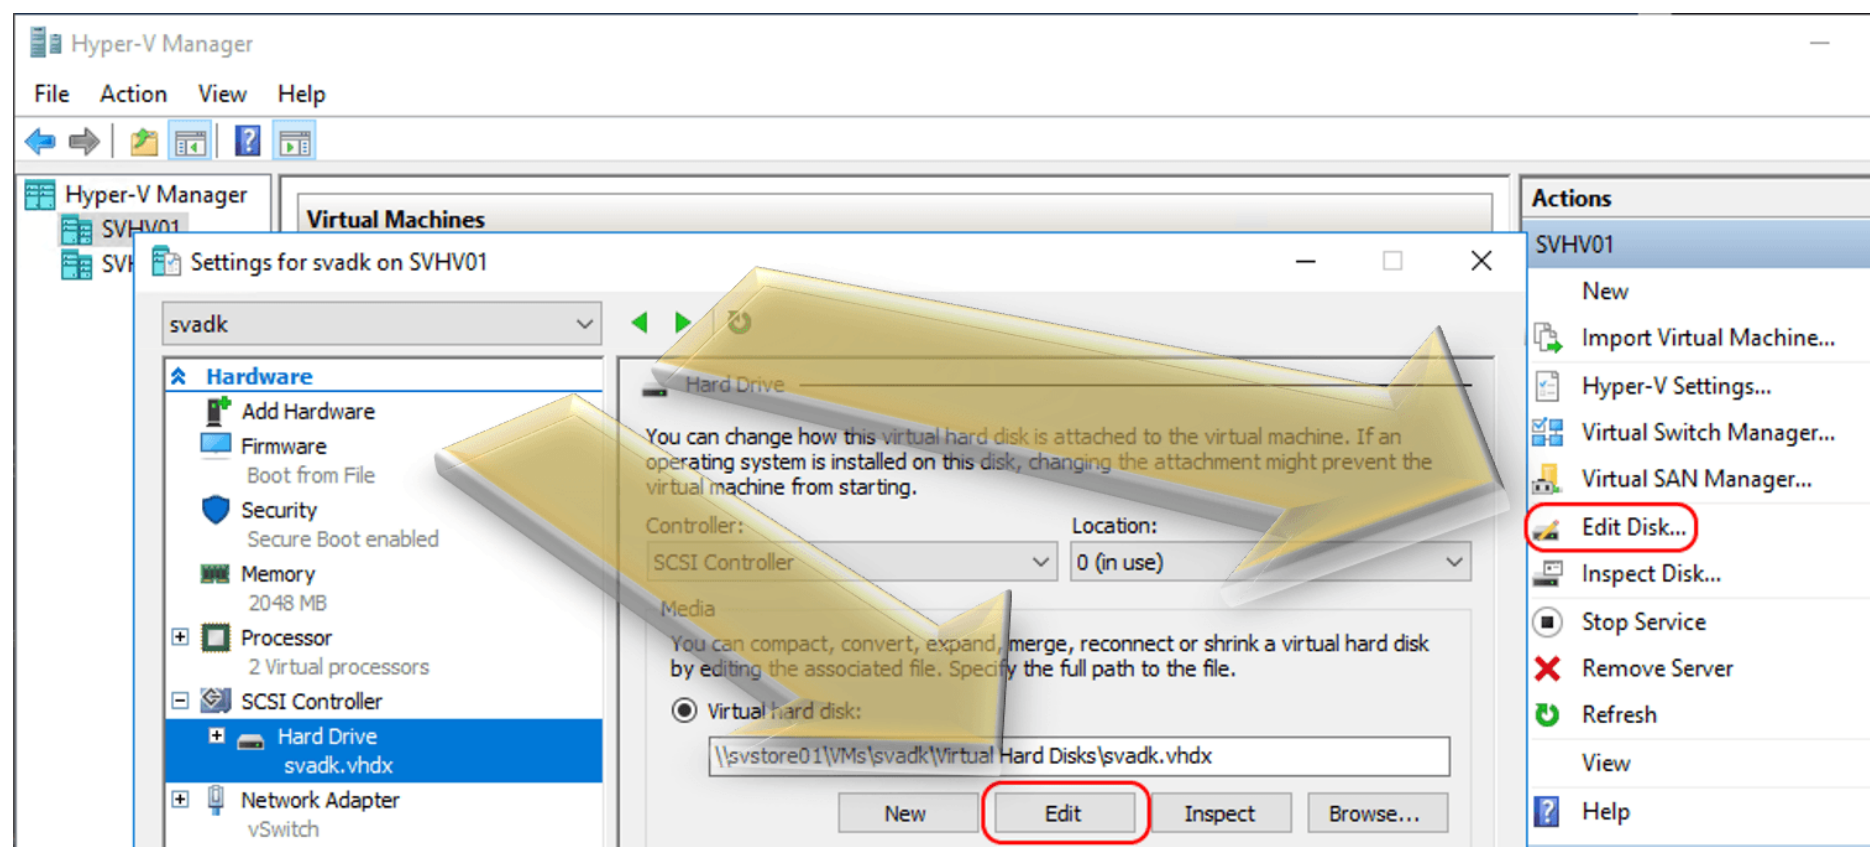 Hyper-V Manager
File Action View Help
Hyper-V Manager
SVHV01
Virtual Machines
Settings for svadk on SVHV01
svadk
Hardware
Add Hardware
Firmware
Boot from File
Security
Secure Boot enabled
Memory
2048 MB
Processor
2 Virtual processors
SCSI Controller
Hard Drive
svadk.vhdx
Network Adapter
vSwitch
Hard Drive
You can change how this virtual hard disk is attached to the virtual machine. If an
operating system is installed on this disk, changing the attachment might prevent the
virtual machine from starting.
Controller: Location:
SCSI Controller 0 (in use)
Media
You can compact, convert, expand, merge, reconnect or shrink a virtual hard disk
by editing the associated file. Specify the full path to the file.
Virtual hard disk:
\\svstore01\VMs\svadk\Virtual Hard Disks\svadk.vhdx
New Edit Inspect Browse...
Actions
SVHV01
New
Import Virtual Machine...
Hyper-V Settings...
Virtual Switch Manager...
Virtual SAN Manager...
Edit Disk...
Inspect Disk...
Stop Service
Remove Server
Refresh
View
Help